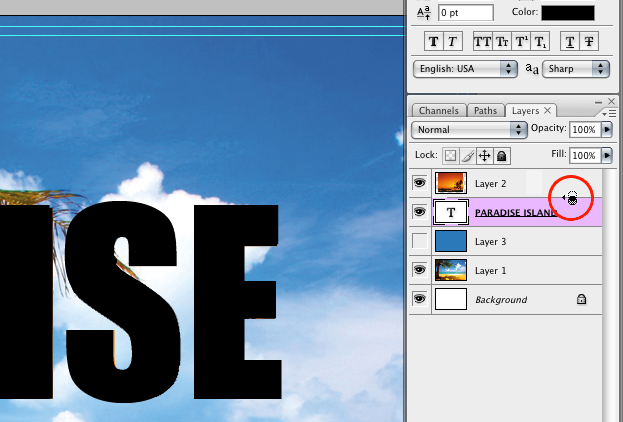 0 pt
Color:
T T TT Tт T¹ T₁ T T
English: USA
aa
Sharp
Channels
Paths
Layers
Normal
Opacity:
100%
Lock:
Fill:
100%
Layer 2
T
PARADISE ISLAND
Layer 3
Layer 1
Background
ISE